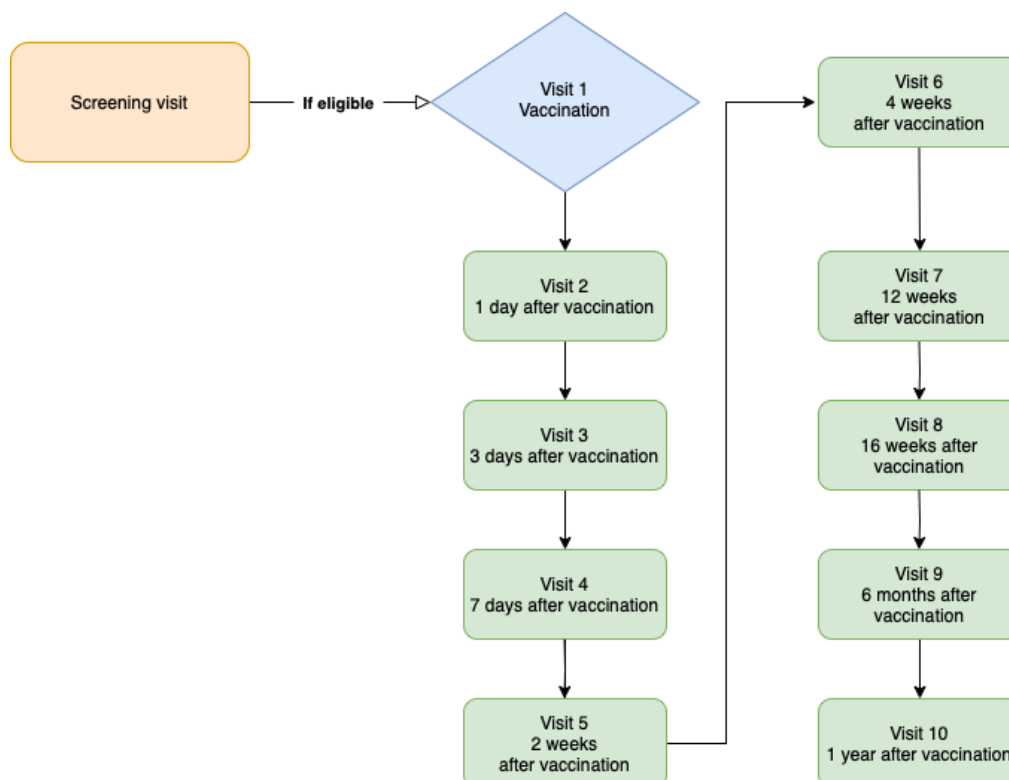 Screening visit
If eligible
Visit 1
Vaccination
Visit 2
1 day after vaccination
Visit 3
3 days after vaccination
Visit 4
7 days after vaccination
Visit 5
2 weeks
after vaccination
Visit 6
4 weeks
after vaccination
Visit 7
12 weeks
after vaccination
Visit 8
16 weeks after
vaccination
Visit 9
6 months after
vaccination
Visit 10
1 year after vaccination